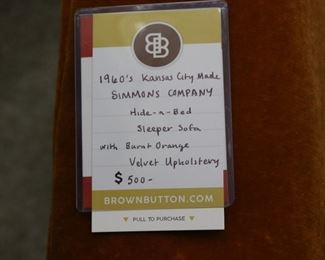 BB
1960's Kansas City Made
SIMMONS COMPANY
Hide-n-Bed
Sleeper Sofa
with Burnt Orange
Velvet Upholstery
$500-
BROWNBUTTON.COM
PULL TO PURCHASE